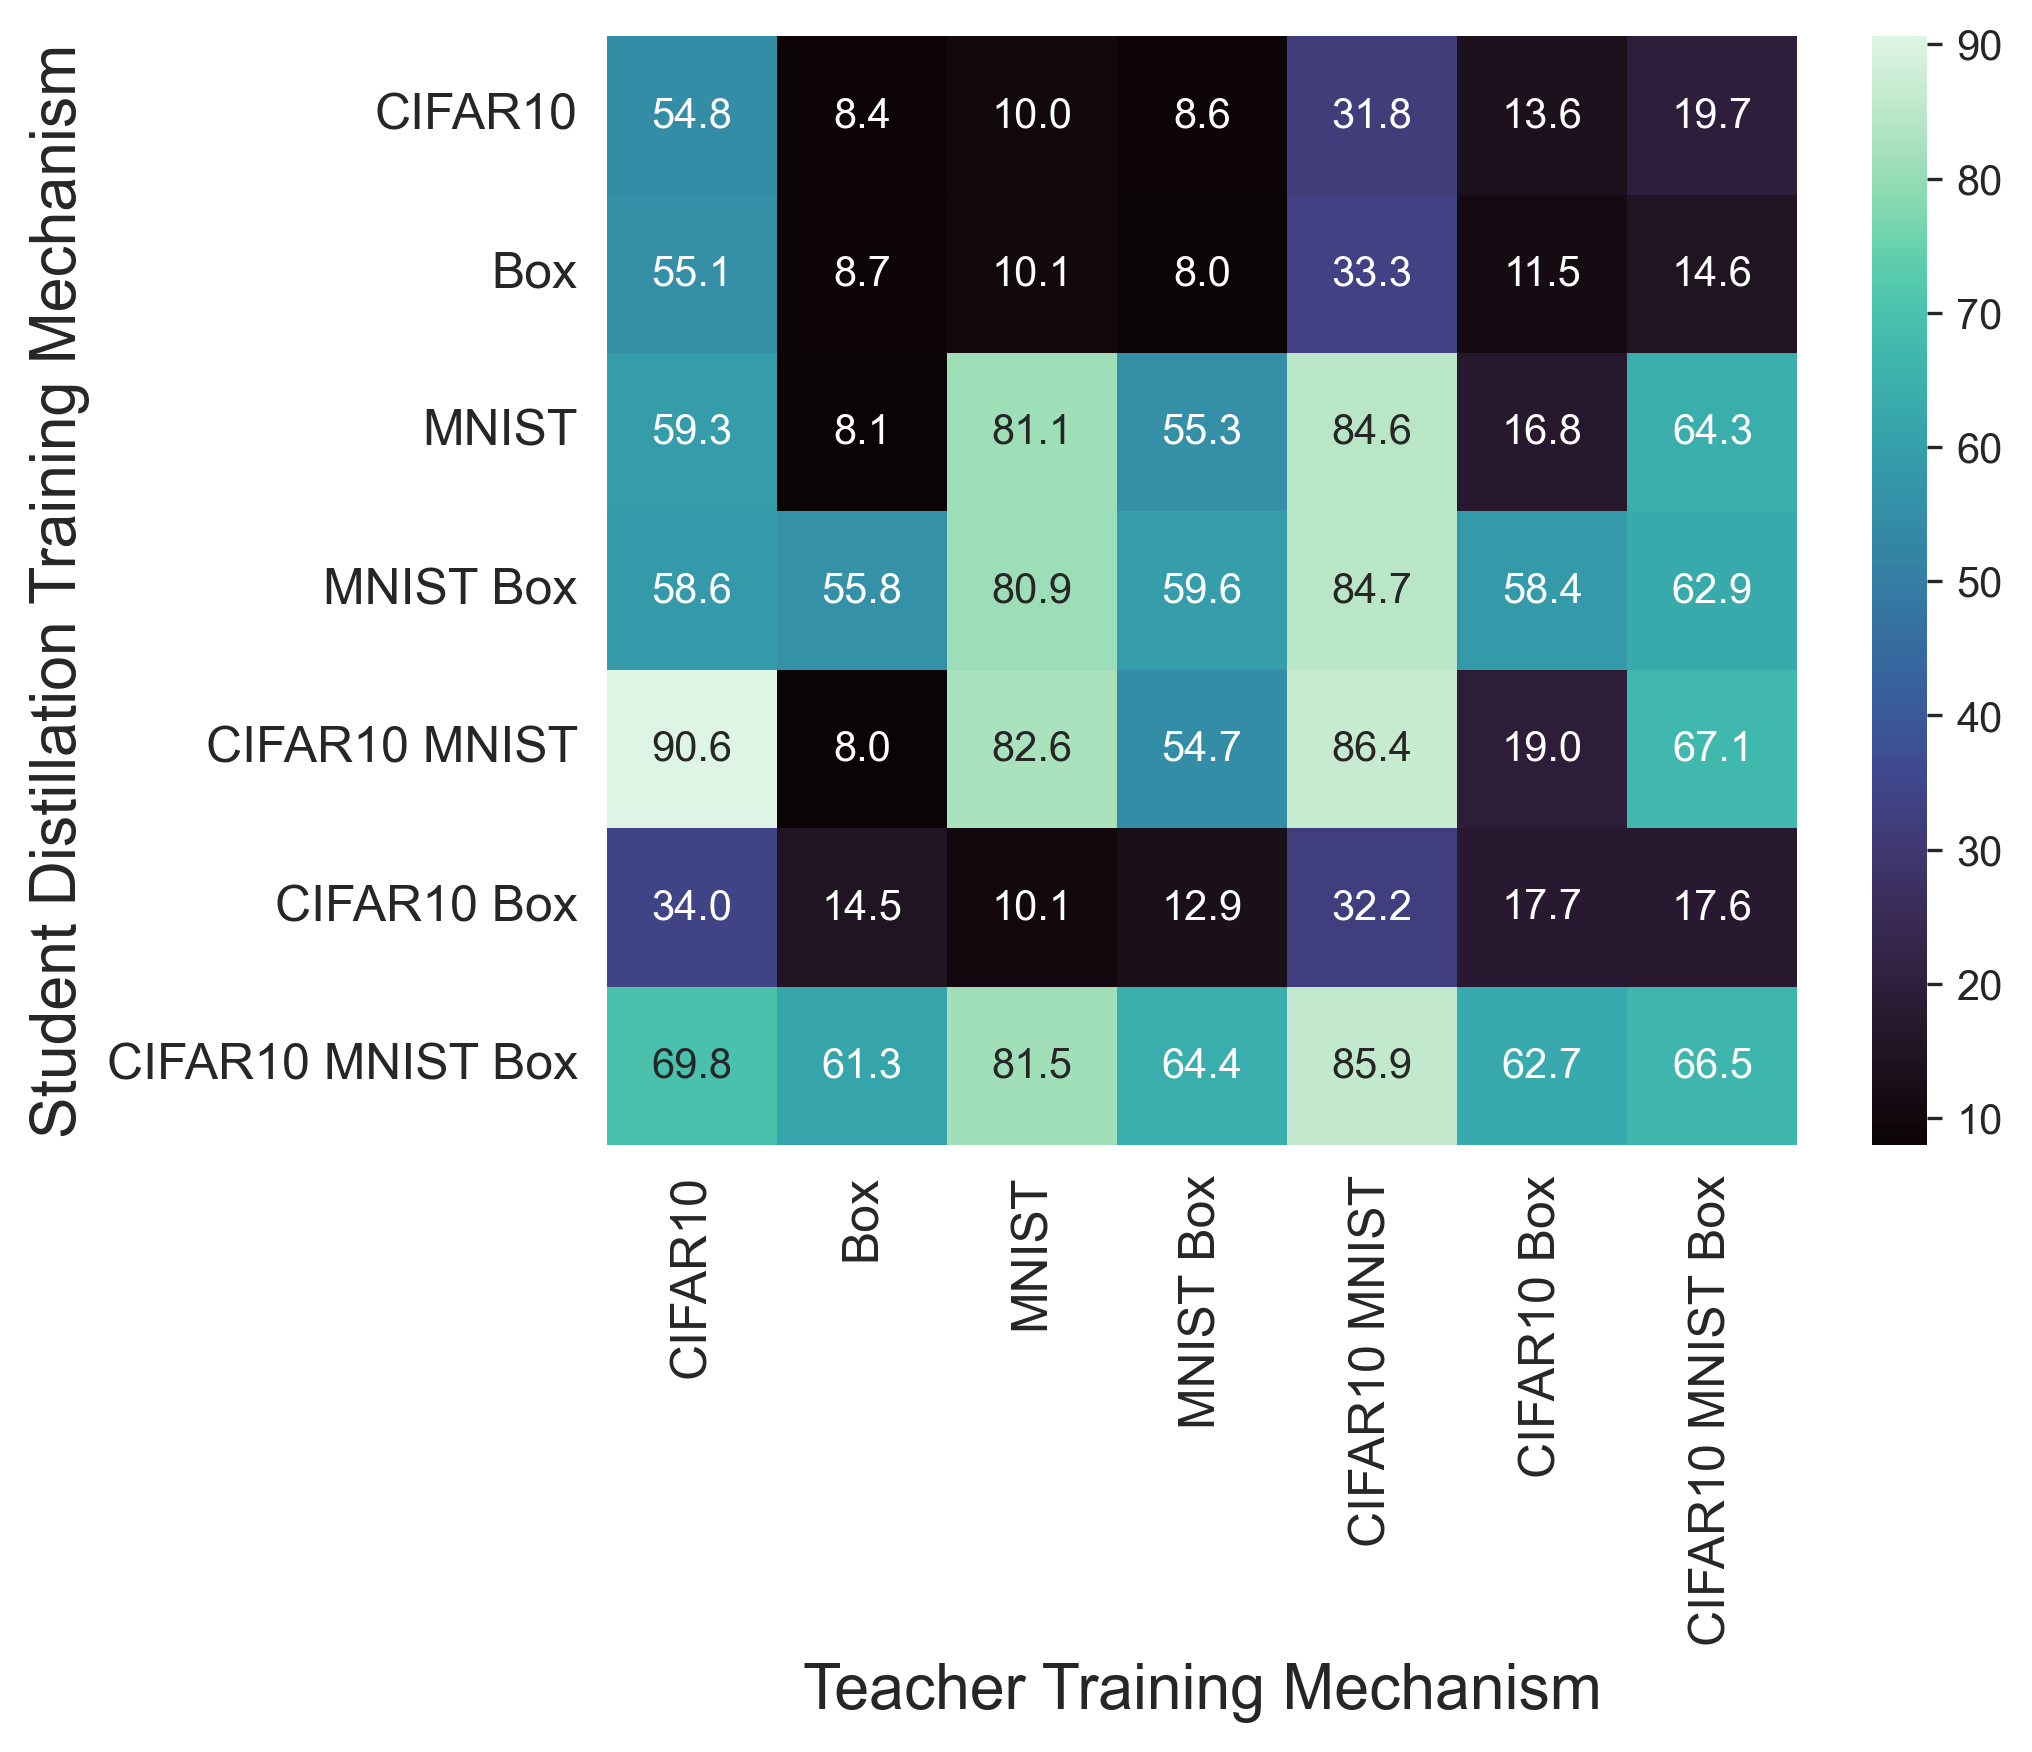 Student Distillation Training Mechanism
CIFAR10 54.8 8.4 10.0 8.6 31.8 13.6 19.7
Box 55.1 8.7 10.1 8.0 33.3 11.5 14.6
MNIST 59.3 8.1 81.1 55.3 84.6 16.8 64.3
MNIST Box 58.6 55.8 80.9 59.6 84.7 58.4 62.9
CIFAR10 MNIST 90.6 8.0 82.6 54.7 86.4 19.0 67.1
CIFAR10 Box 34.0 14.5 10.1 12.9 32.2 17.7 17.6
CIFAR10 MNIST Box 69.8 61.3 81.5 64.4 85.9 62.7 66.5
CIFAR10
Box
MNIST
MNIST Box
CIFAR10 MNIST
CIFAR10 Box
CIFAR10 MNIST Box
Teacher Training Mechanism
90
80
70
60
50
40
30
20
10